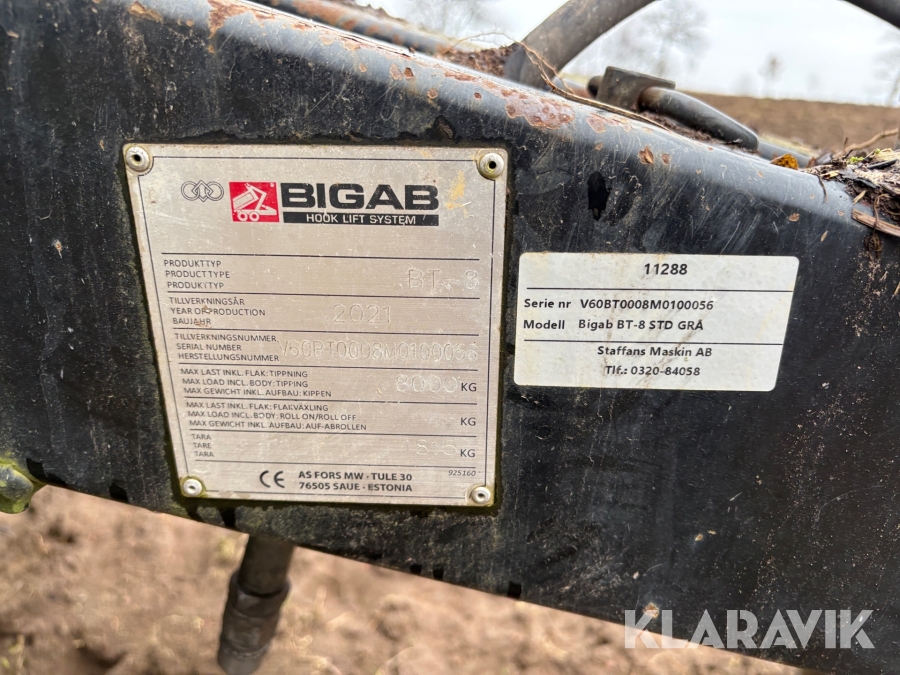 BIGAB
HOOK LIFT SYSTEM
PRODUKTTYP
PRODUCT TYPE
PRODUKTYP
BT-8
TILLVERKNINGSÅR
YEAR OF PRODUCTION
BAUJAHR
2021
TILLVERKNINGSNUMMER
SERIAL NUMBER
HERSTELLUNGSNUMMER
V60BT0008M0100056
MAX LAST INKL. FLAK: TIPPNING
MAX LOAD INCL. BODY: TIPPING
MAX GEWICHT INKL. AUFBAU: KIPPEN
8000 KG
MAX LAST INKL. FLAK: FLAKVÄXLING
MAX LOAD INCL. BODY: ROLL ON/ROLL OFF
MAX GEWICHT INKL. AUFBAU: AUF-ABROLLEN
KG
TARA
TARE
TARA
KG
CE
AS FORS MW · TULE 30
76505 SAUE - ESTONIA
925160
11288
Serie nr V60BT0008M0100056
Modell Bigab BT-8 STD GRÅ
Staffans Maskin AB
Tlf.: 0320-84058
KLARAVIK